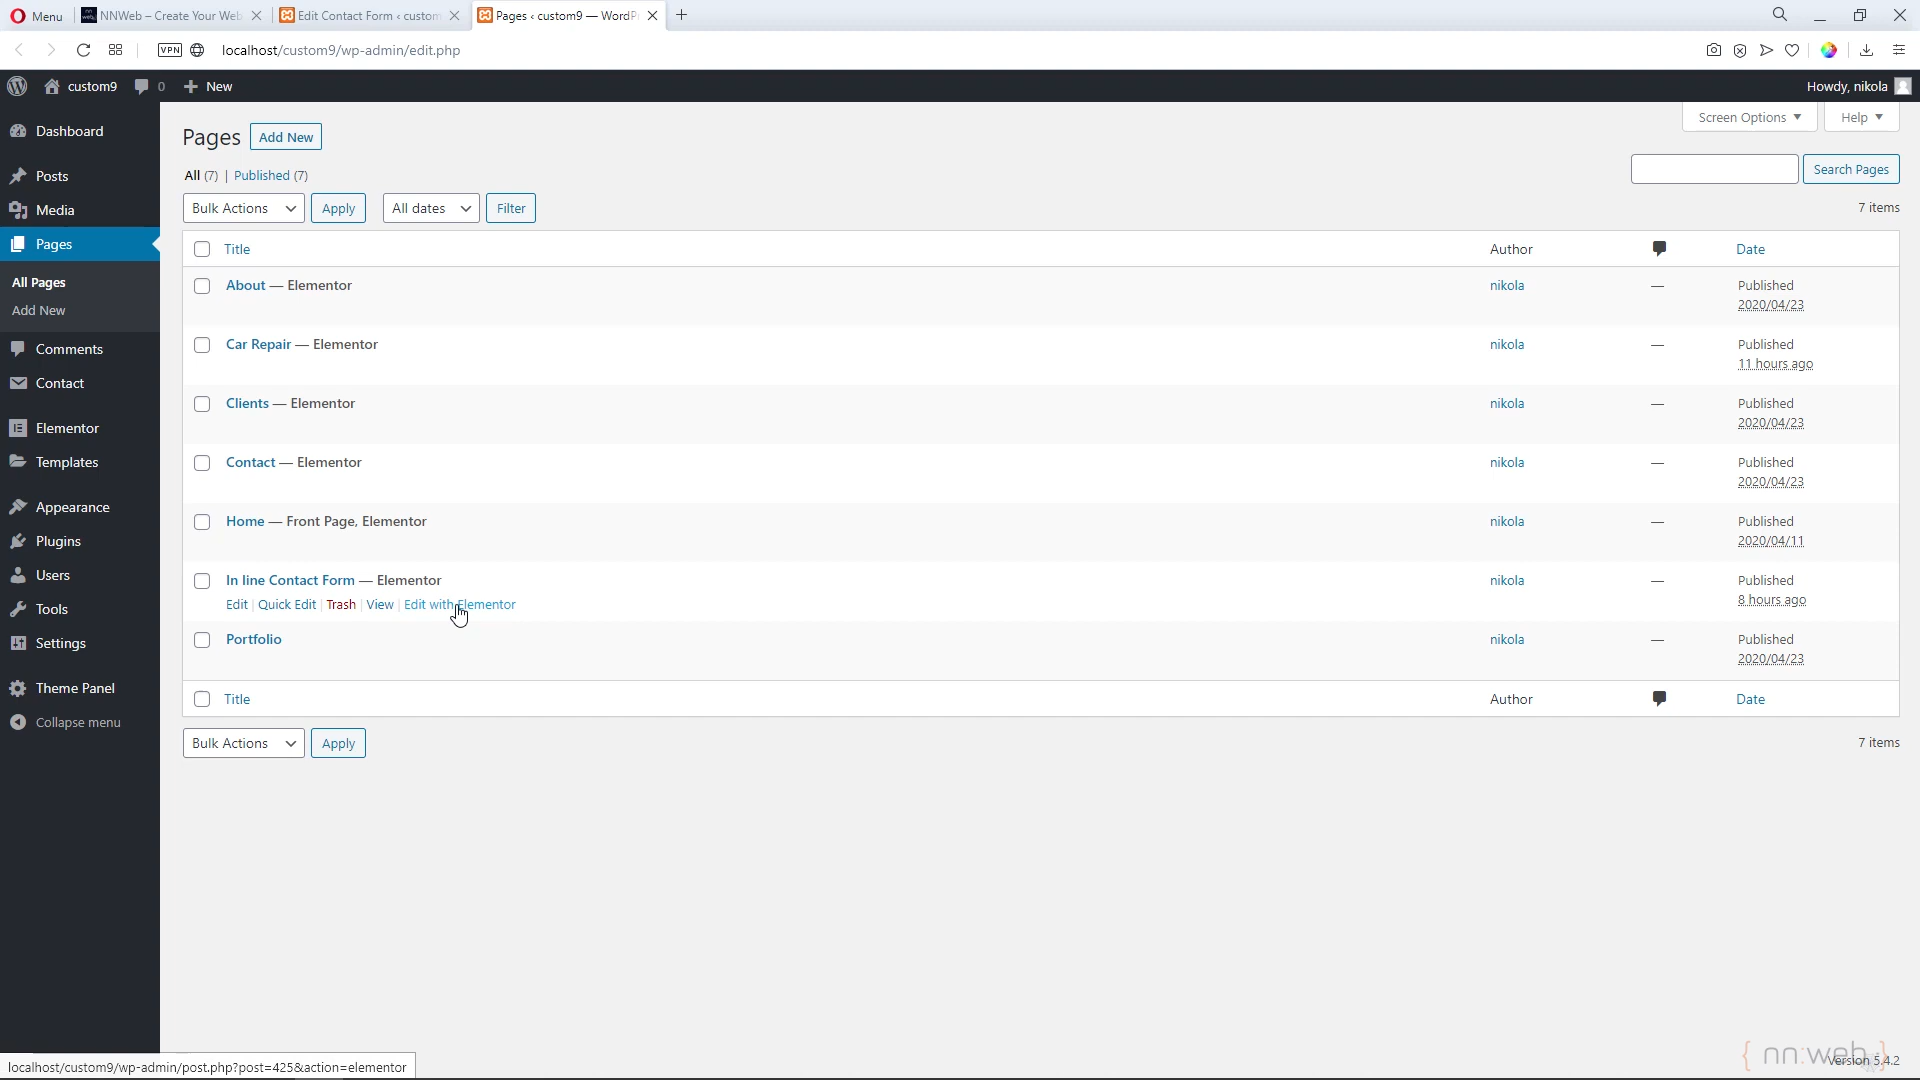 Menu
NNWeb – Create Your Web
Edit Contact Form ‹ custom
Pages ‹ custom9 — WordP
VPN
localhost/custom9/wp-admin/edit.php
custom9
0
New
Howdy, nikola
Dashboard
Posts
Media
Pages
All Pages
Add New
Comments
Contact
Elementor
Templates
Appearance
Plugins
Users
Tools
Settings
Theme Panel
Collapse menu
Screen Options
Help
Pages Add New
All (7) | Published (7)
Search Pages
Bulk Actions Apply All dates Filter
7 items
Title Author Date
About — Elementor nikola — Published
2020/04/23
Car Repair — Elementor nikola — Published
11 hours ago
Clients — Elementor nikola — Published
2020/04/23
Contact — Elementor nikola — Published
2020/04/23
Home — Front Page, Elementor nikola — Published
2020/04/11
In line Contact Form — Elementor nikola — Published
Edit | Quick Edit | Trash | View | Edit with Elementor 8 hours ago
Portfolio nikola — Published
2020/04/23
Title Author Date
Bulk Actions Apply
7 items
{ nn:web }
Version 5.4.2
localhost/custom9/wp-admin/post.php?post=425&action=elementor